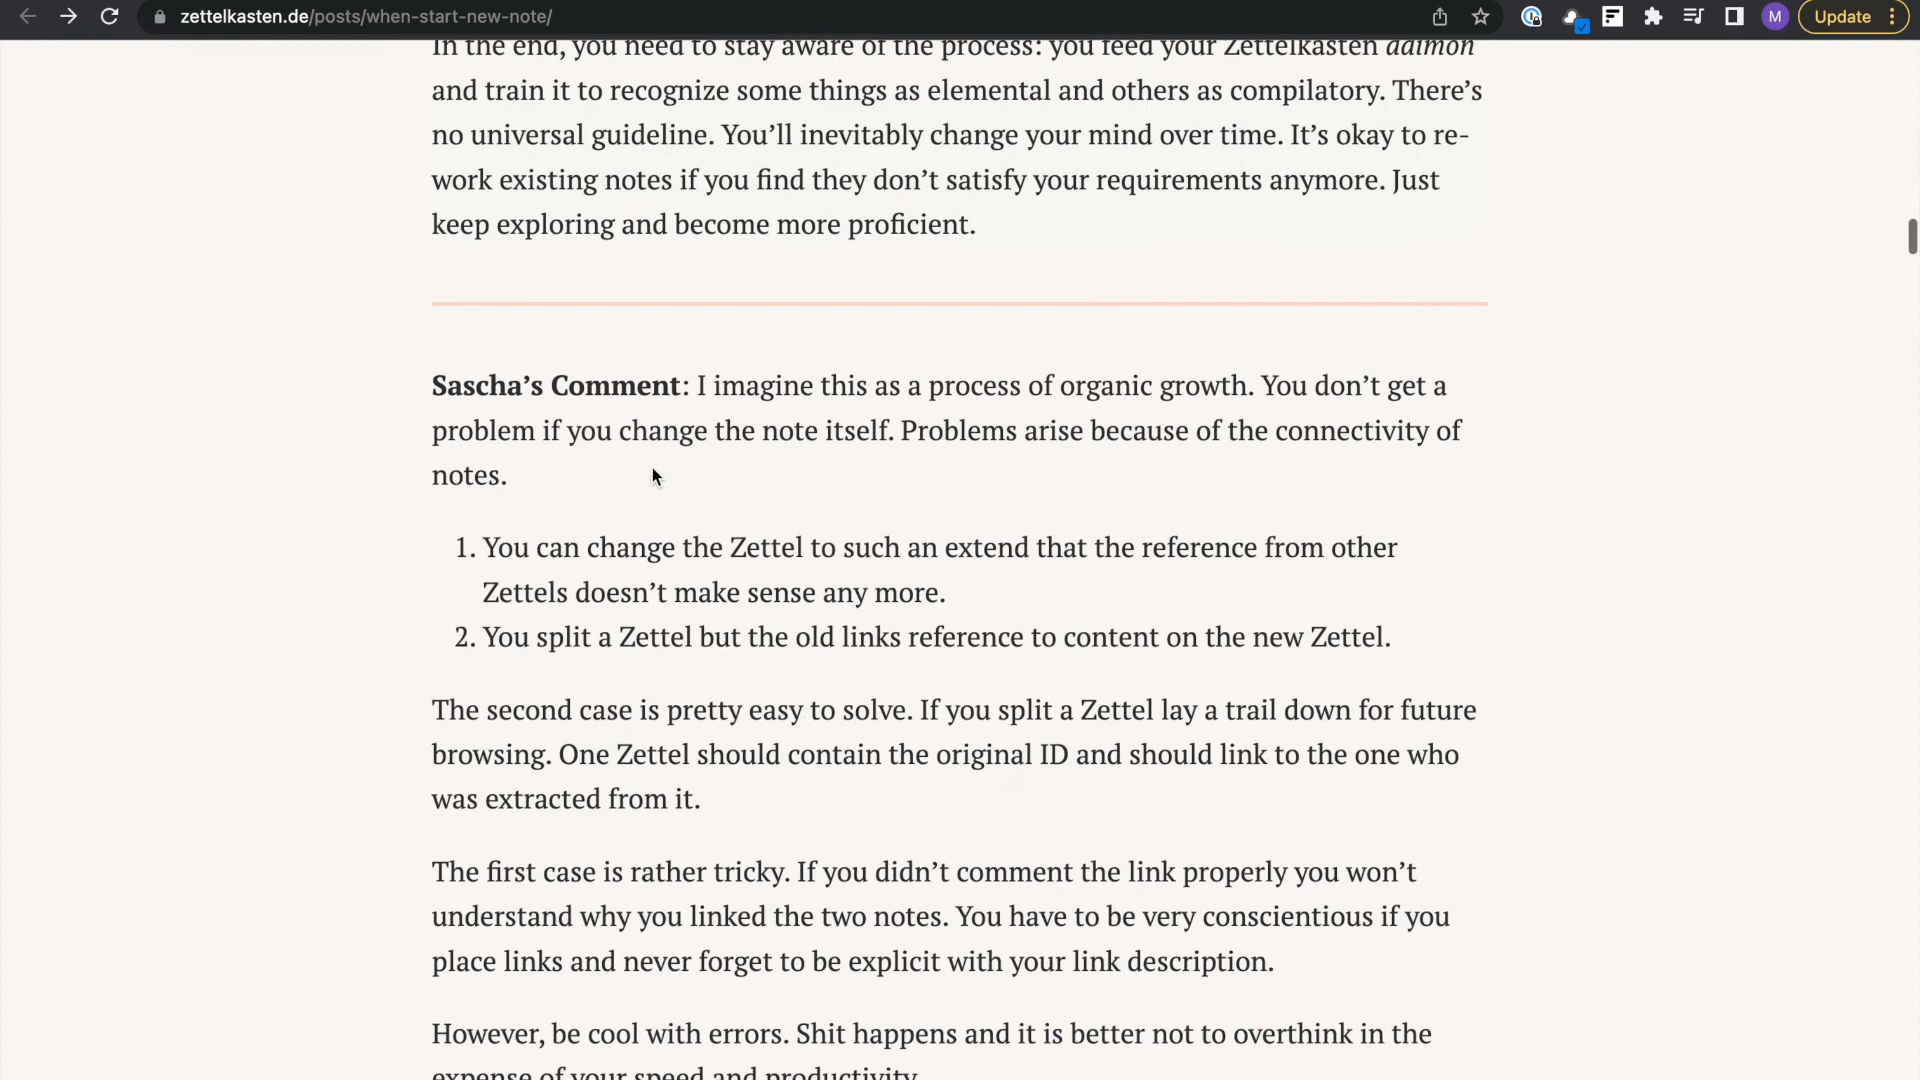 zettelkasten.de/posts/when-start-new-note/
M
Update
In the end, you need to stay aware of the process: you feed your Zettelkasten daimon
and train it to recognize some things as elemental and others as compilatory. There’s
no universal guideline. You’ll inevitably change your mind over time. It’s okay to re-
work existing notes if you find they don’t satisfy your requirements anymore. Just
keep exploring and become more proficient.
Sascha’s Comment: I imagine this as a process of organic growth. You don’t get a
problem if you change the note itself. Problems arise because of the connectivity of
notes.
1. You can change the Zettel to such an extend that the reference from other
Zettels doesn’t make sense any more.
2. You split a Zettel but the old links reference to content on the new Zettel.
The second case is pretty easy to solve. If you split a Zettel lay a trail down for future
browsing. One Zettel should contain the original ID and should link to the one who
was extracted from it.
The first case is rather tricky. If you didn’t comment the link properly you won’t
understand why you linked the two notes. You have to be very conscientious if you
place links and never forget to be explicit with your link description.
However, be cool with errors. Shit happens and it is better not to overthink in the
expense of your speed and productivity.